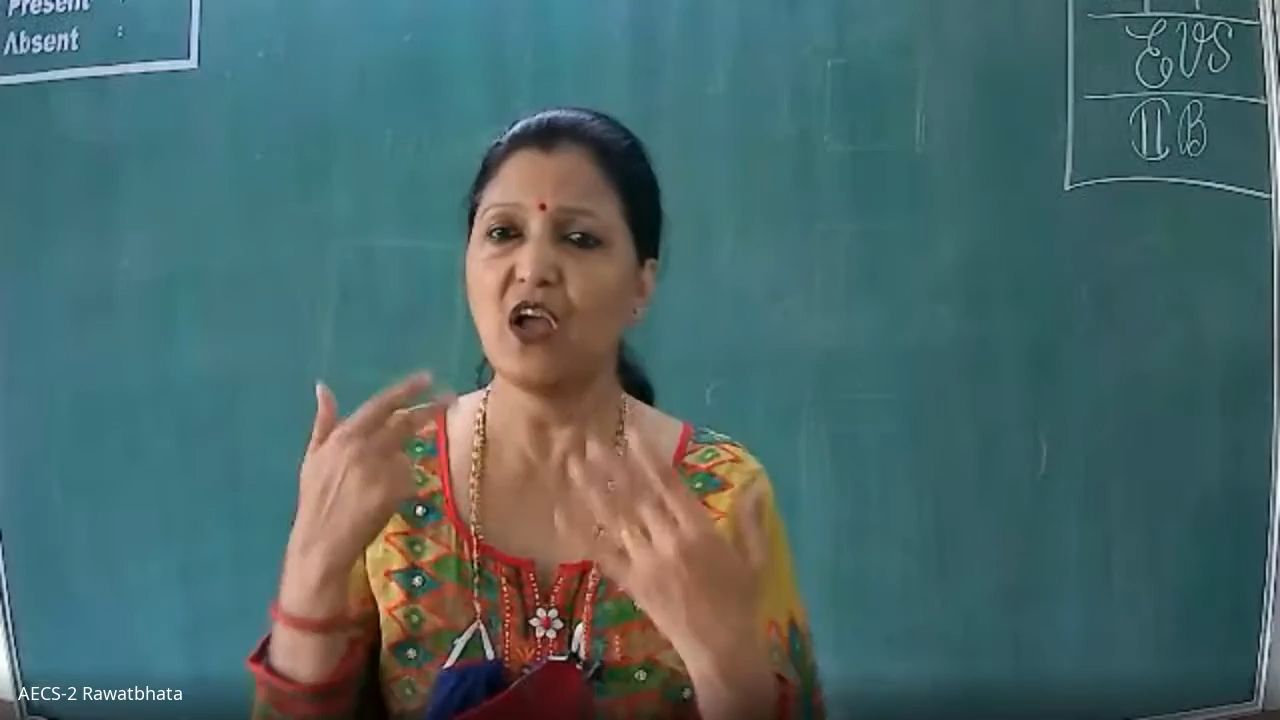 Present :
Absent :
EVS
II B
AECS-2 Rawatbhata